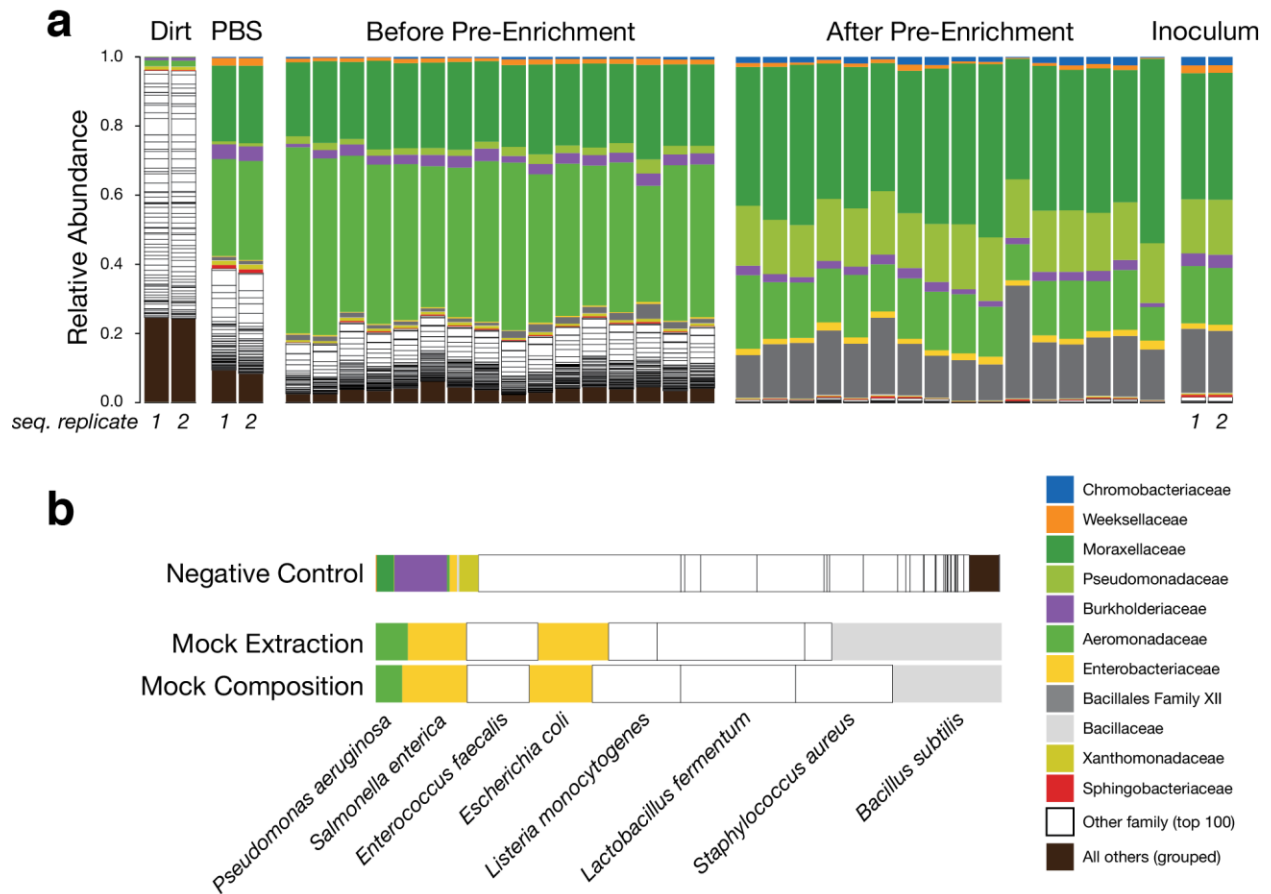 a
Dirt PBS Before Pre-Enrichment After Pre-Enrichment Inoculum
Relative Abundance
1.0
0.8
0.6
0.4
0.2
0.0
seq. replicate 1 2 1 2 1 2
b
Negative Control
Mock Extraction
Mock Composition
Pseudomonas aeruginosa
Salmonella enterica
Enterococcus faecalis
Escherichia coli
Listeria monocytogenes
Lactobacillus fermentum
Staphylococcus aureus
Bacillus subtilis
Chromobacteriaceae
Weeksellaceae
Moraxellaceae
Pseudomonadaceae
Burkholderiaceae
Aeromonadaceae
Enterobacteriaceae
Bacillales Family XII
Bacillaceae
Xanthomonadaceae
Sphingobacteriaceae
Other family (top 100)
All others (grouped)